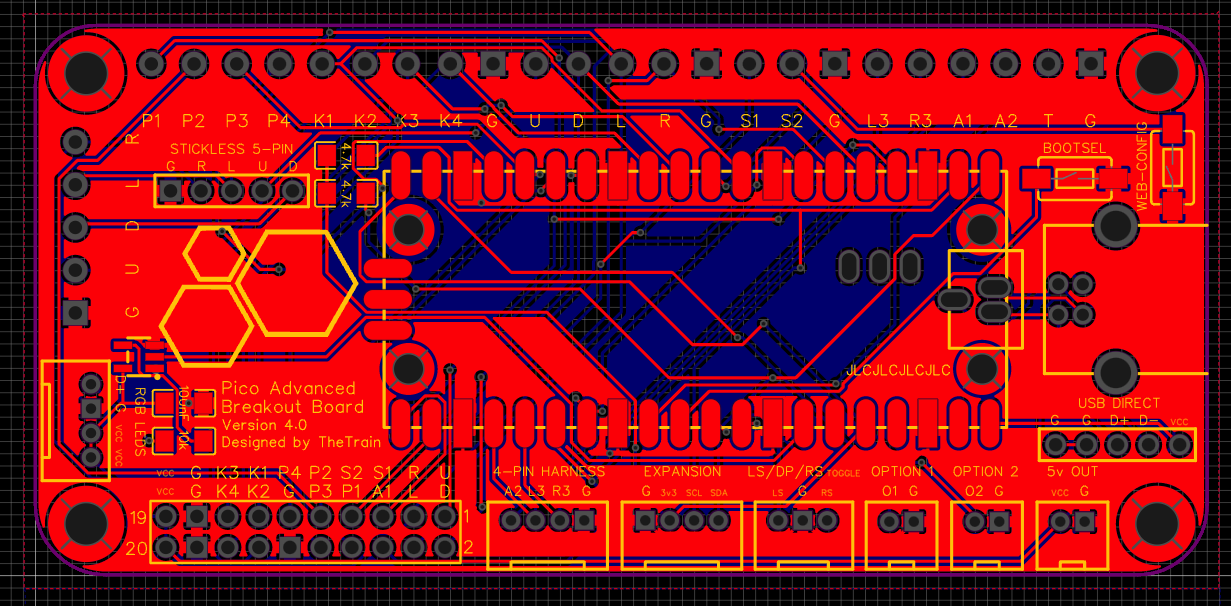 P1 P2 P3 P4 K1 K2 K3 K4 G U D L R G S1 S2 G L3 R3 A1 A2 T G
STICKLESS 5-PIN
G R L U D
4.7k
4.7k
BOOTSEL
WEB-CONFIG
R
L
D
U
G
JLCJLCJLCJLC
D+
G
VCC
VCC
RGB LEDS
10k
Pico Advanced
Breakout Board
Version 4.0
Designed by TheTrain
USB DIRECT
G G D+ D- VCC
VCC G K3 K1 P4 P2 S2 S1 R U
VCC G K4 K2 G P3 P1 A1 L D
19 1
20 2
4-PIN HARNESS
A2 L3 R3 G
EXPANSION
G 3v3 SCL SDA
LS/DP/RS TOGGLE
LS G RS
OPTION 1
O1 G
OPTION 2
O2 G
5v OUT
VCC G